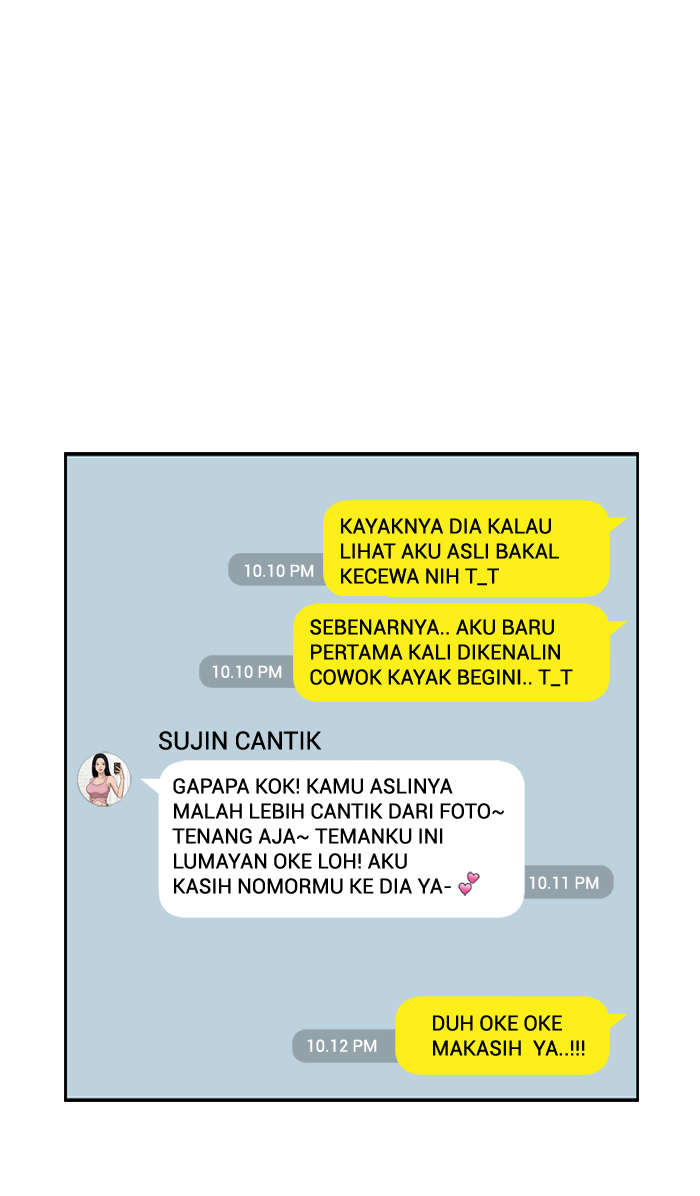 KAYAKNYA DIA KALAU
LIHAT AKU ASLI BAKAL
KECEWA NIH T_T
10.10 PM
SEBENARNYA.. AKU BARU
PERTAMA KALI DIKENALIN
COWOK KAYAK BEGINI.. T_T
10.10 PM
SUJIN CANTIK
GAPAPA KOK! KAMU ASLINYA
MALAH LEBIH CANTIK DARI FOTO~
TENANG AJA~ TEMANKU INI
LUMAYAN OKE LOH! AKU
KASIH NOMORMU KE DIA YA- 💕
10.11 PM
DUH OKE OKE
MAKASIH  YA..!!!
10.12 PM